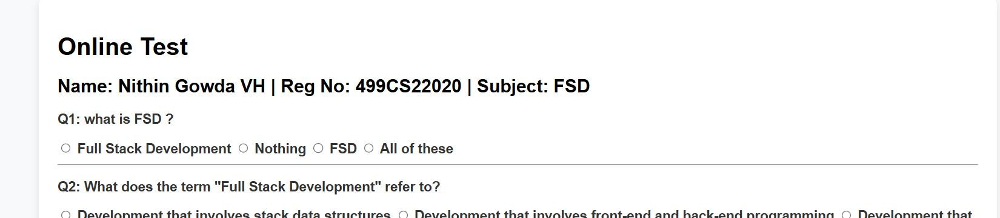 Online Test
Name: Nithin Gowda VH | Reg No: 499CS22020 | Subject: FSD
Q1: what is FSD ?
Full Stack Development Nothing FSD All of these
Q2: What does the term "Full Stack Development" refer to?
Development that involves stack data structures Development that involves front-end and back-end programming Development that